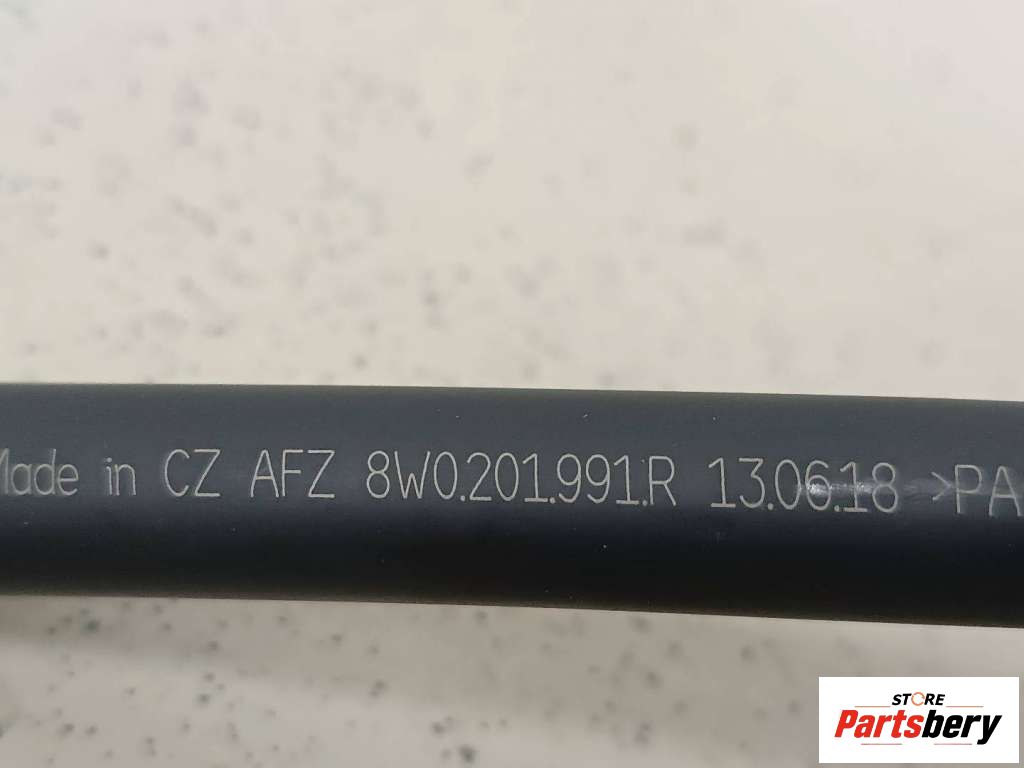 Made in CZ AFZ 8W0.201.991.R 13.06.18 >PA
STORE
Partsbery